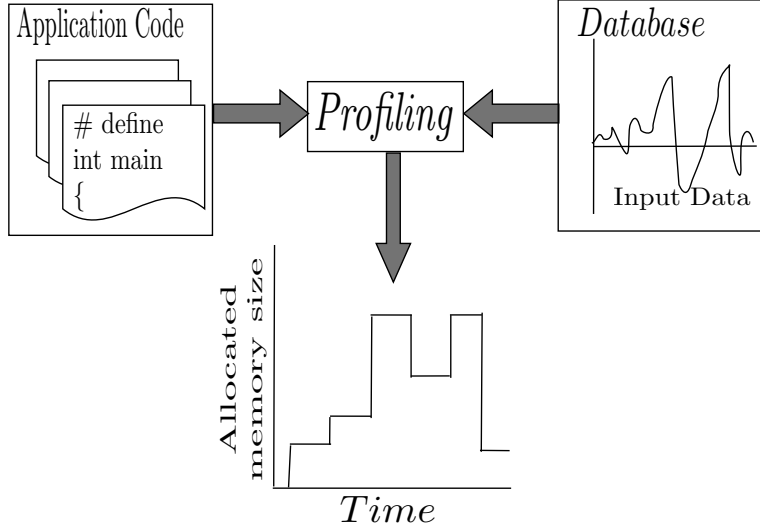 Application Code
# define
int main
{
Profiling
Database
Input Data
Allocated
memory size
Time